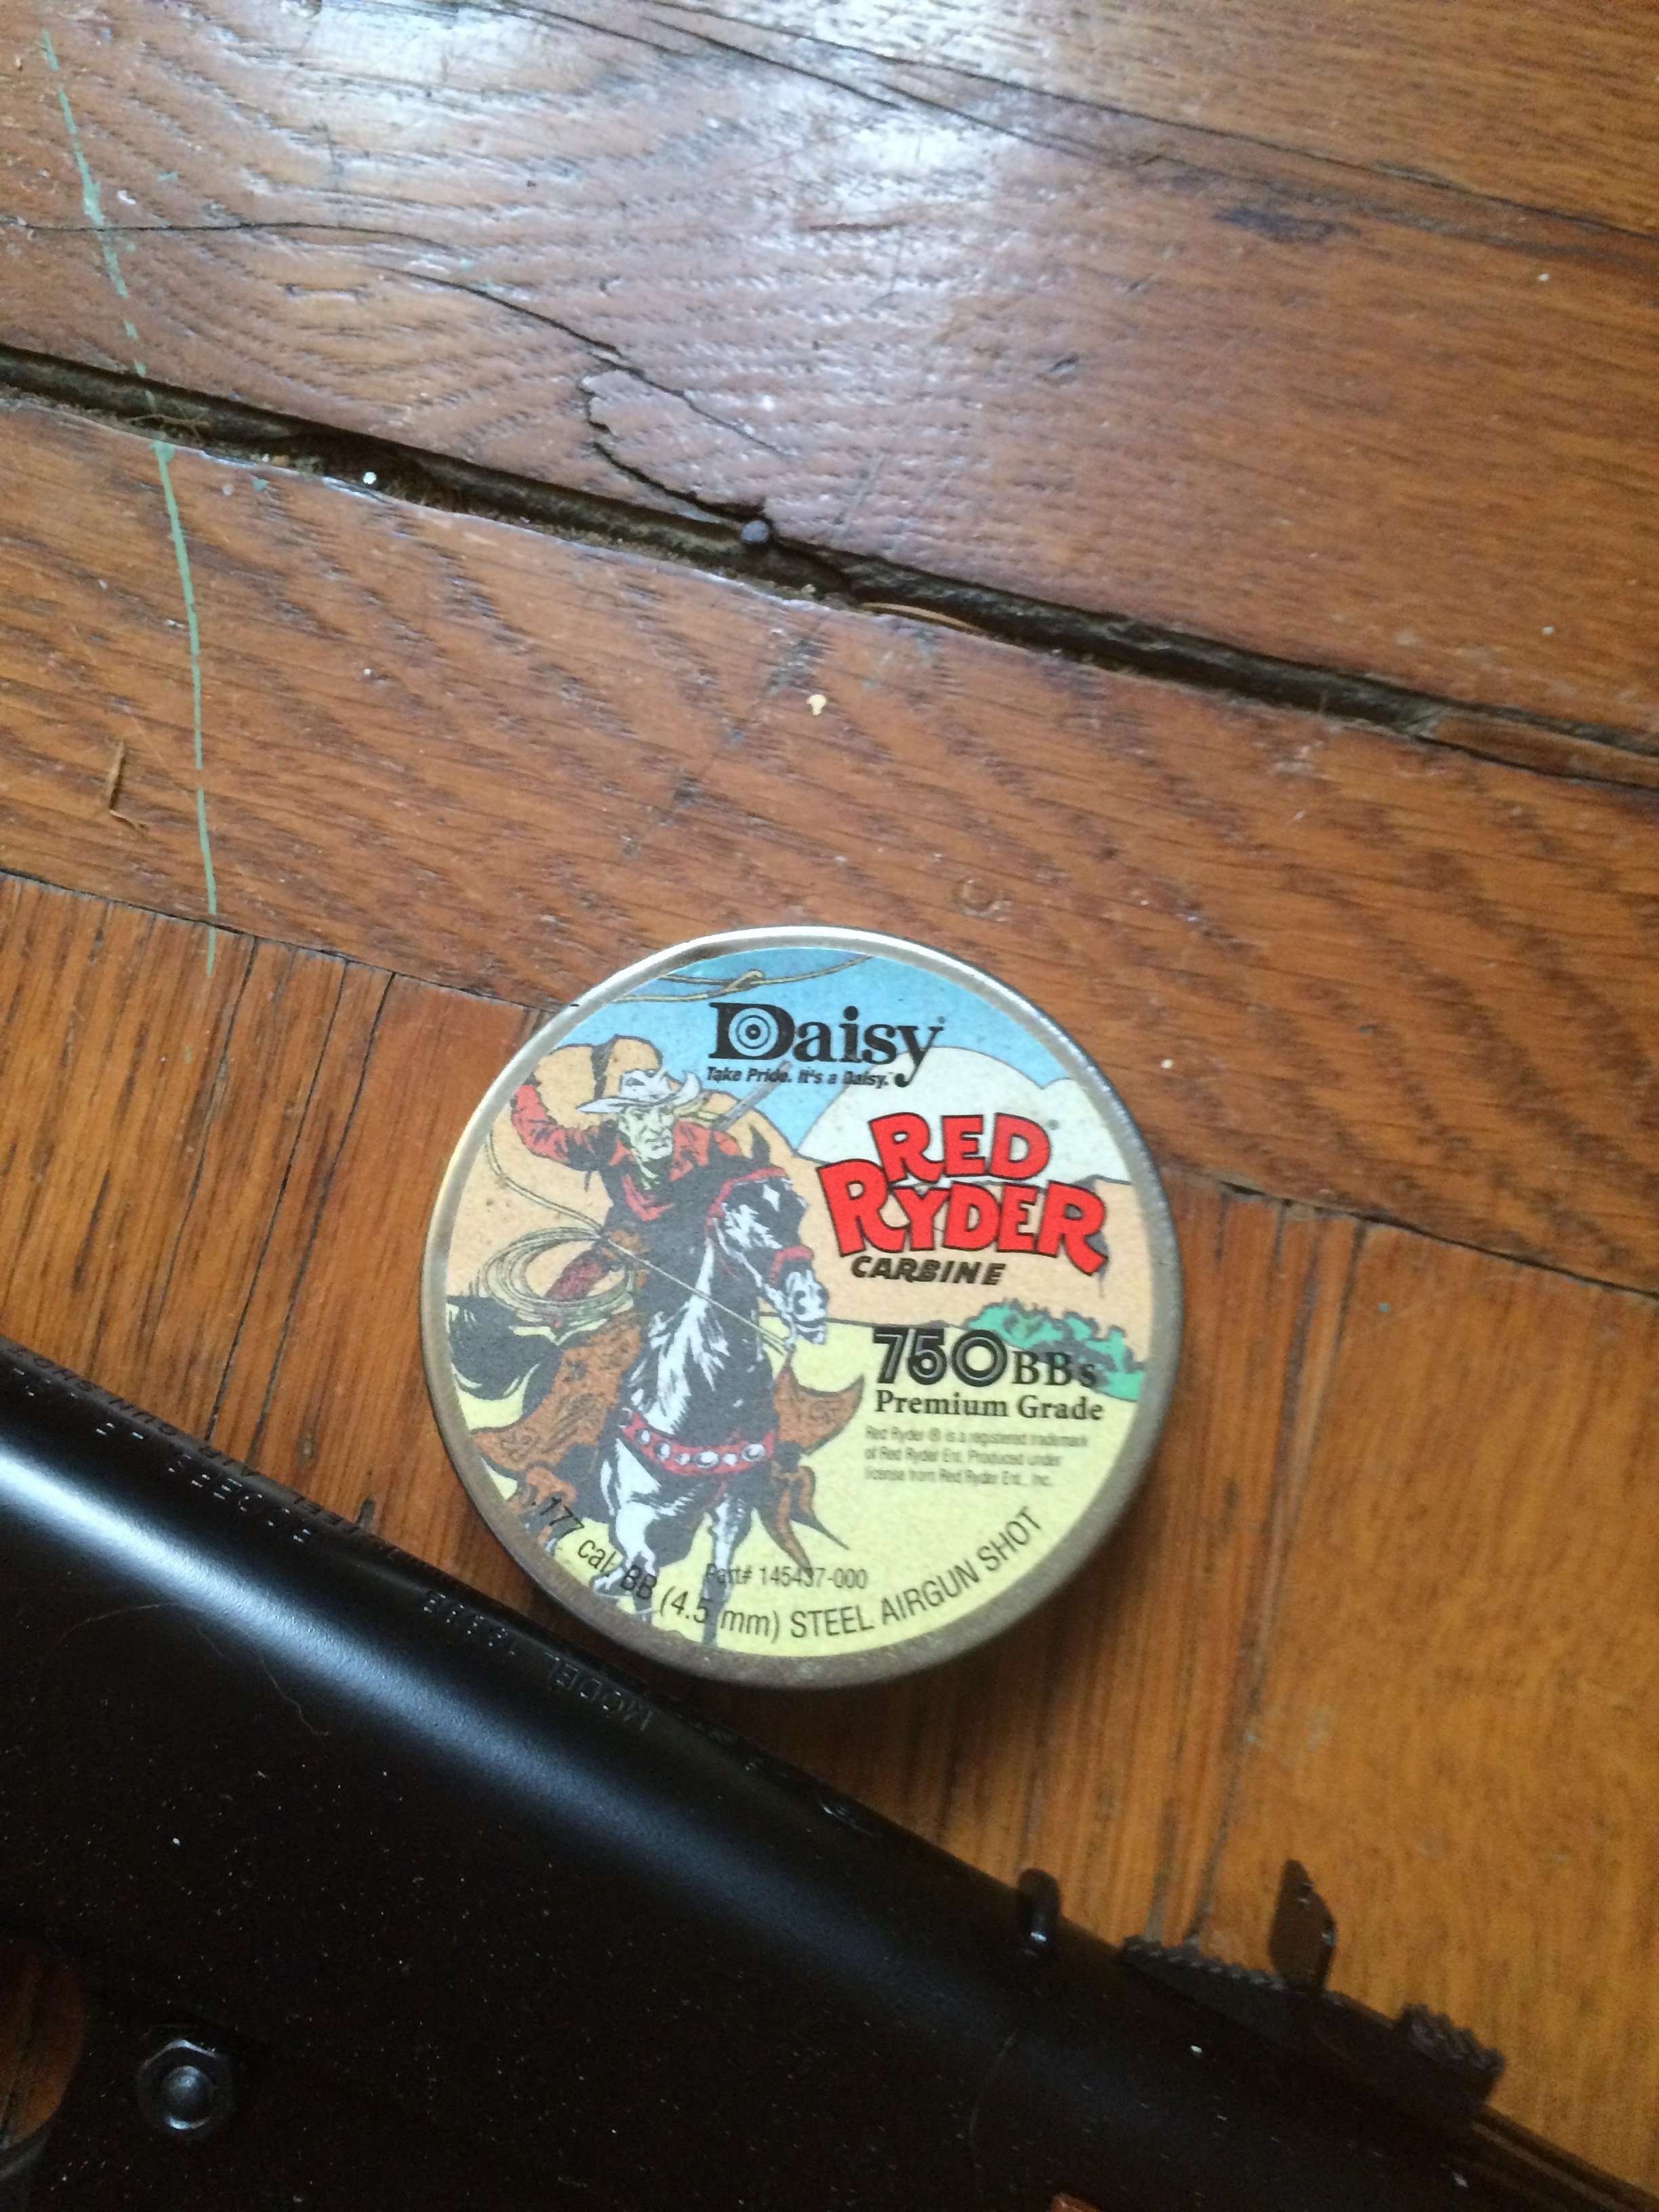 Daisy®
Take Pride. It's a Daisy.™
RED®
RYDER
CARBINE
750 BBs
Premium Grade
Red Ryder ® is a registered trademark
of Red Ryder Ent. Produced under
license from Red Ryder Ent., Inc.
Part# 145437-000
.177 cal. BB (4.5 mm) STEEL AIRGUN SHOT
MODEL 1938B